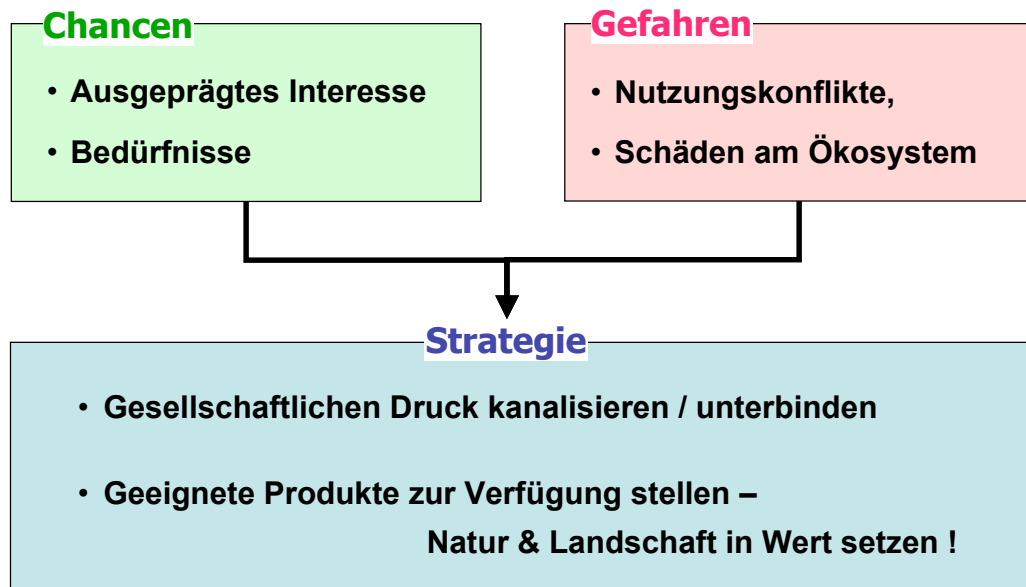 Chancen
• Ausgeprägtes Interesse
• Bedürfnisse
Gefahren
• Nutzungskonflikte,
• Schäden am Ökosystem
Strategie
• Gesellschaftlichen Druck kanalisieren / unterbinden
• Geeignete Produkte zur Verfügung stellen –
Natur & Landschaft in Wert setzen !